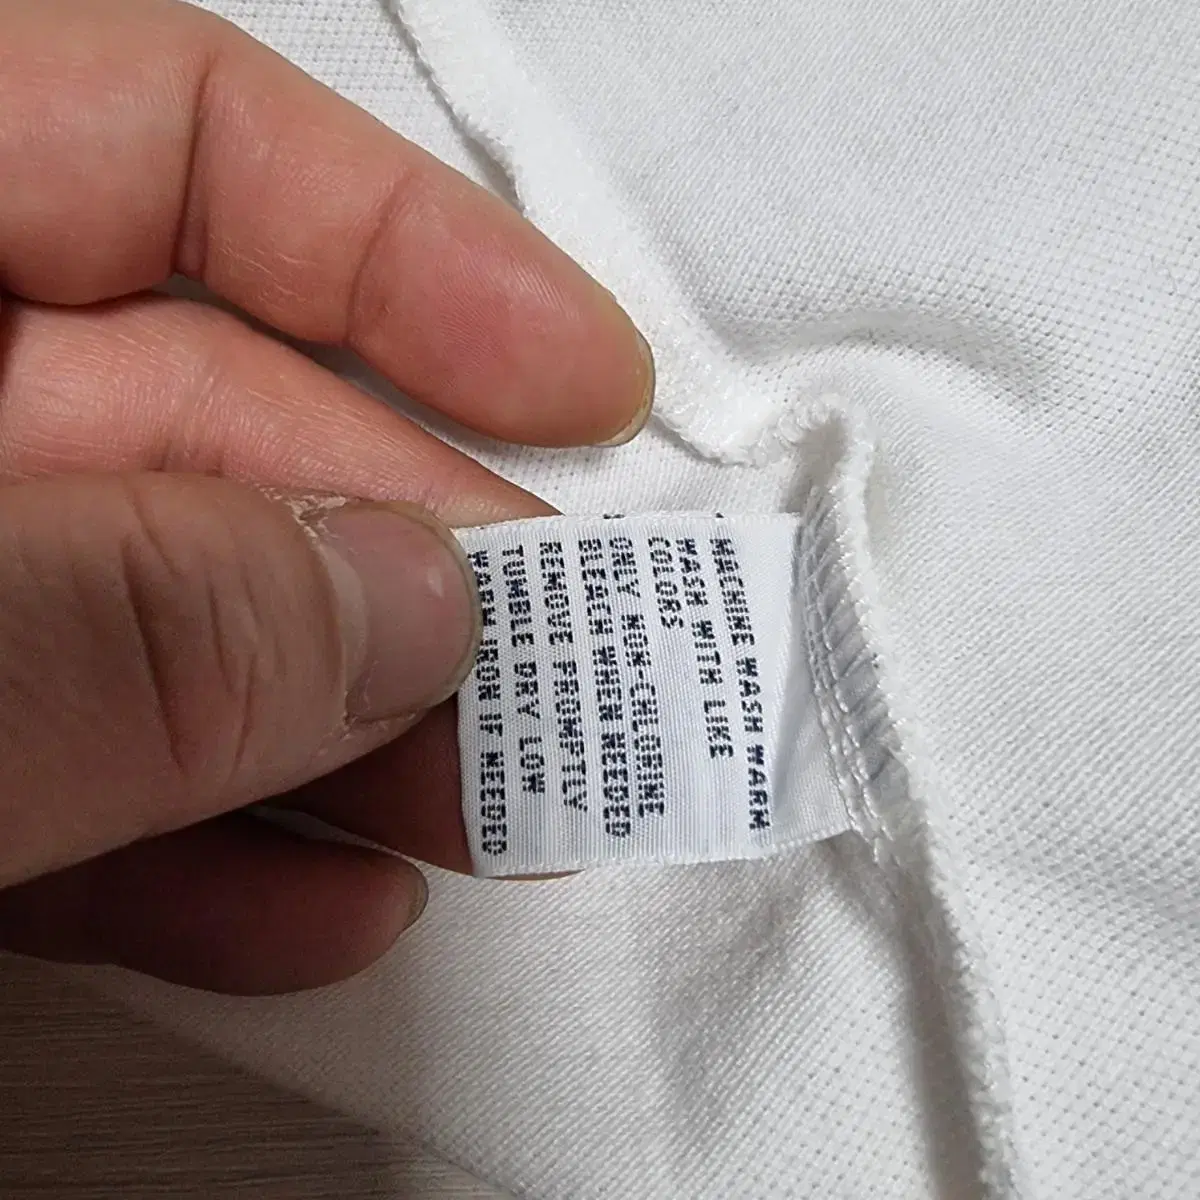 MACHINE WASH WARM
WASH WITH LIKE
COLORS
ONLY NON-CHLORINE
BLEACH WHEN NEEDED
REMOVE PROMPTLY
TUMBLE DRY LOW
WARM IRON IF NEEDED